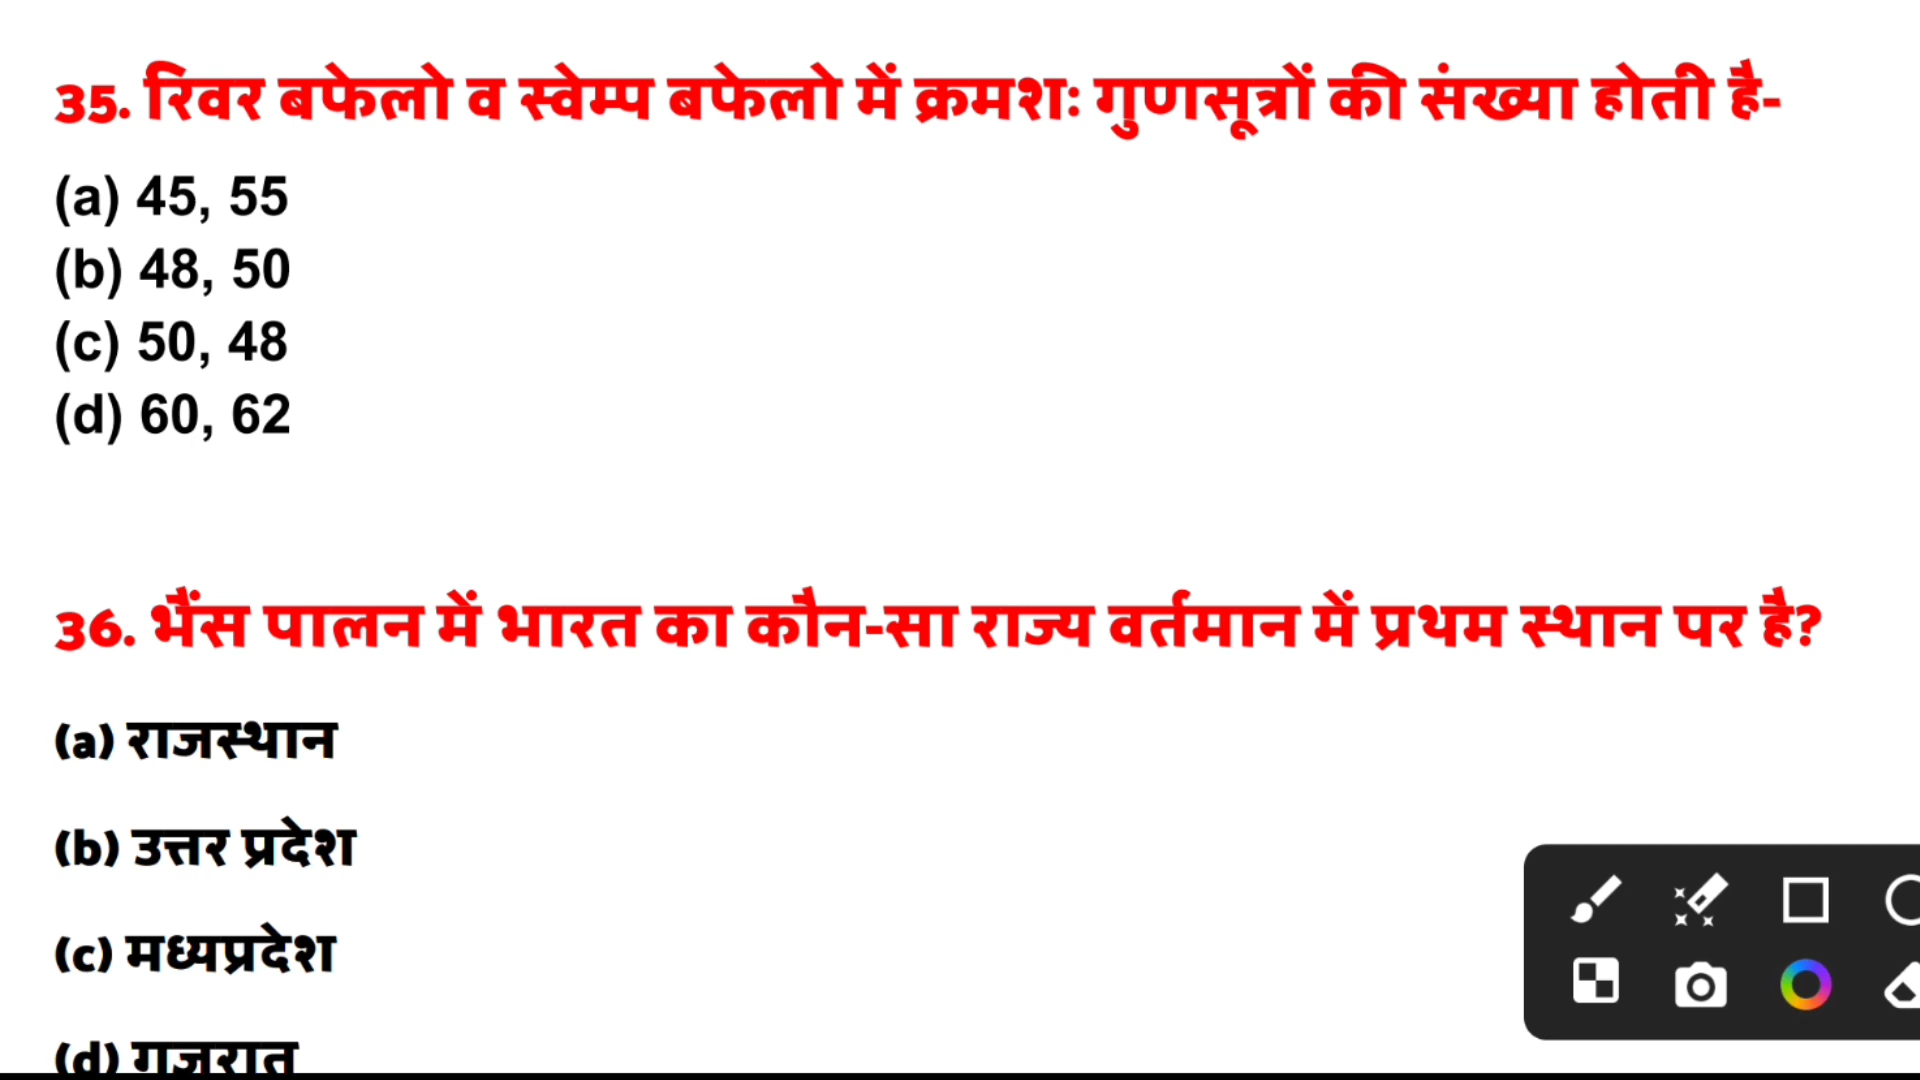 35. रिवर बफेलो व स्वेम्प बफेलो में क्रमशः गुणसूत्रों की संख्या होती है-
(a) 45, 55
(b) 48, 50
(c) 50, 48
(d) 60, 62
36. भैंस पालन में भारत का कौन-सा राज्य वर्तमान में प्रथम स्थान पर है?
(a) राजस्थान
(b) उत्तर प्रदेश
(c) मध्यप्रदेश
(d) गुजरात